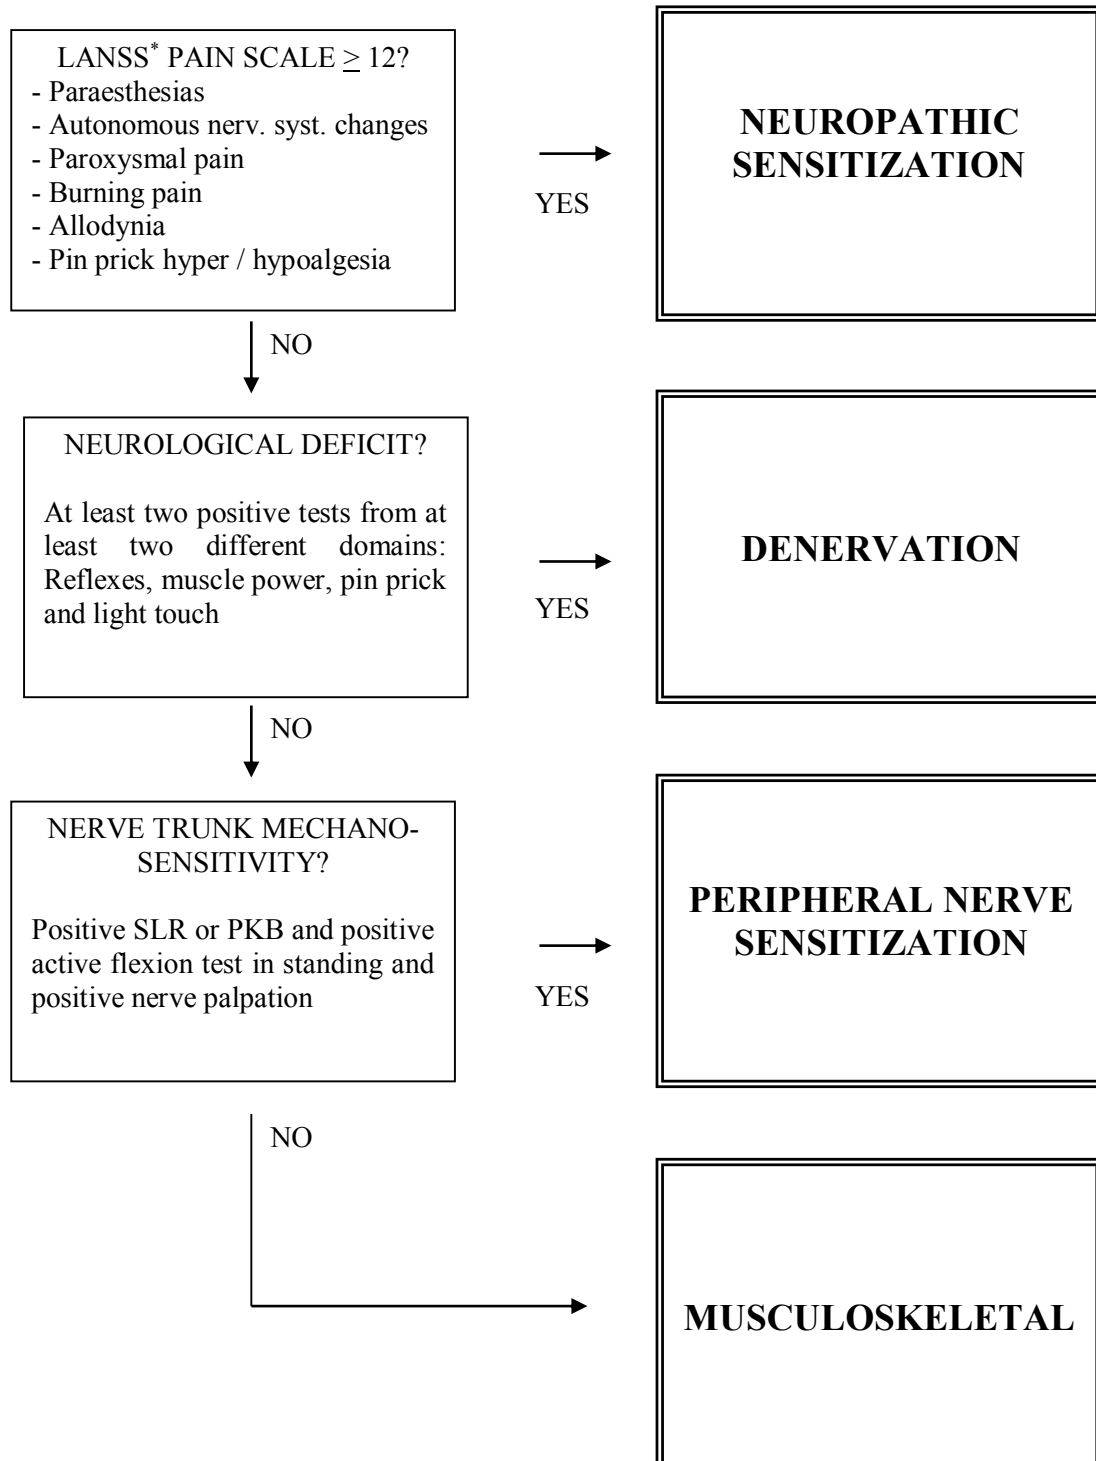 LANSS* PAIN SCALE ≥ 12?
- Paraesthesias
- Autonomous nerv. syst. changes
- Paroxysmal pain
- Burning pain
- Allodynia
- Pin prick hyper / hypoalgesia
YES
NEUROPATHIC
SENSITIZATION
NO
NEUROLOGICAL DEFICIT?
At least two positive tests from at
least two different domains:
Reflexes, muscle power, pin prick
and light touch
YES
DENERVATION
NO
NERVE TRUNK MECHANO-
SENSITIVITY?
Positive SLR or PKB and positive
active flexion test in standing and
positive nerve palpation
YES
PERIPHERAL NERVE
SENSITIZATION
NO
MUSCULOSKELETAL